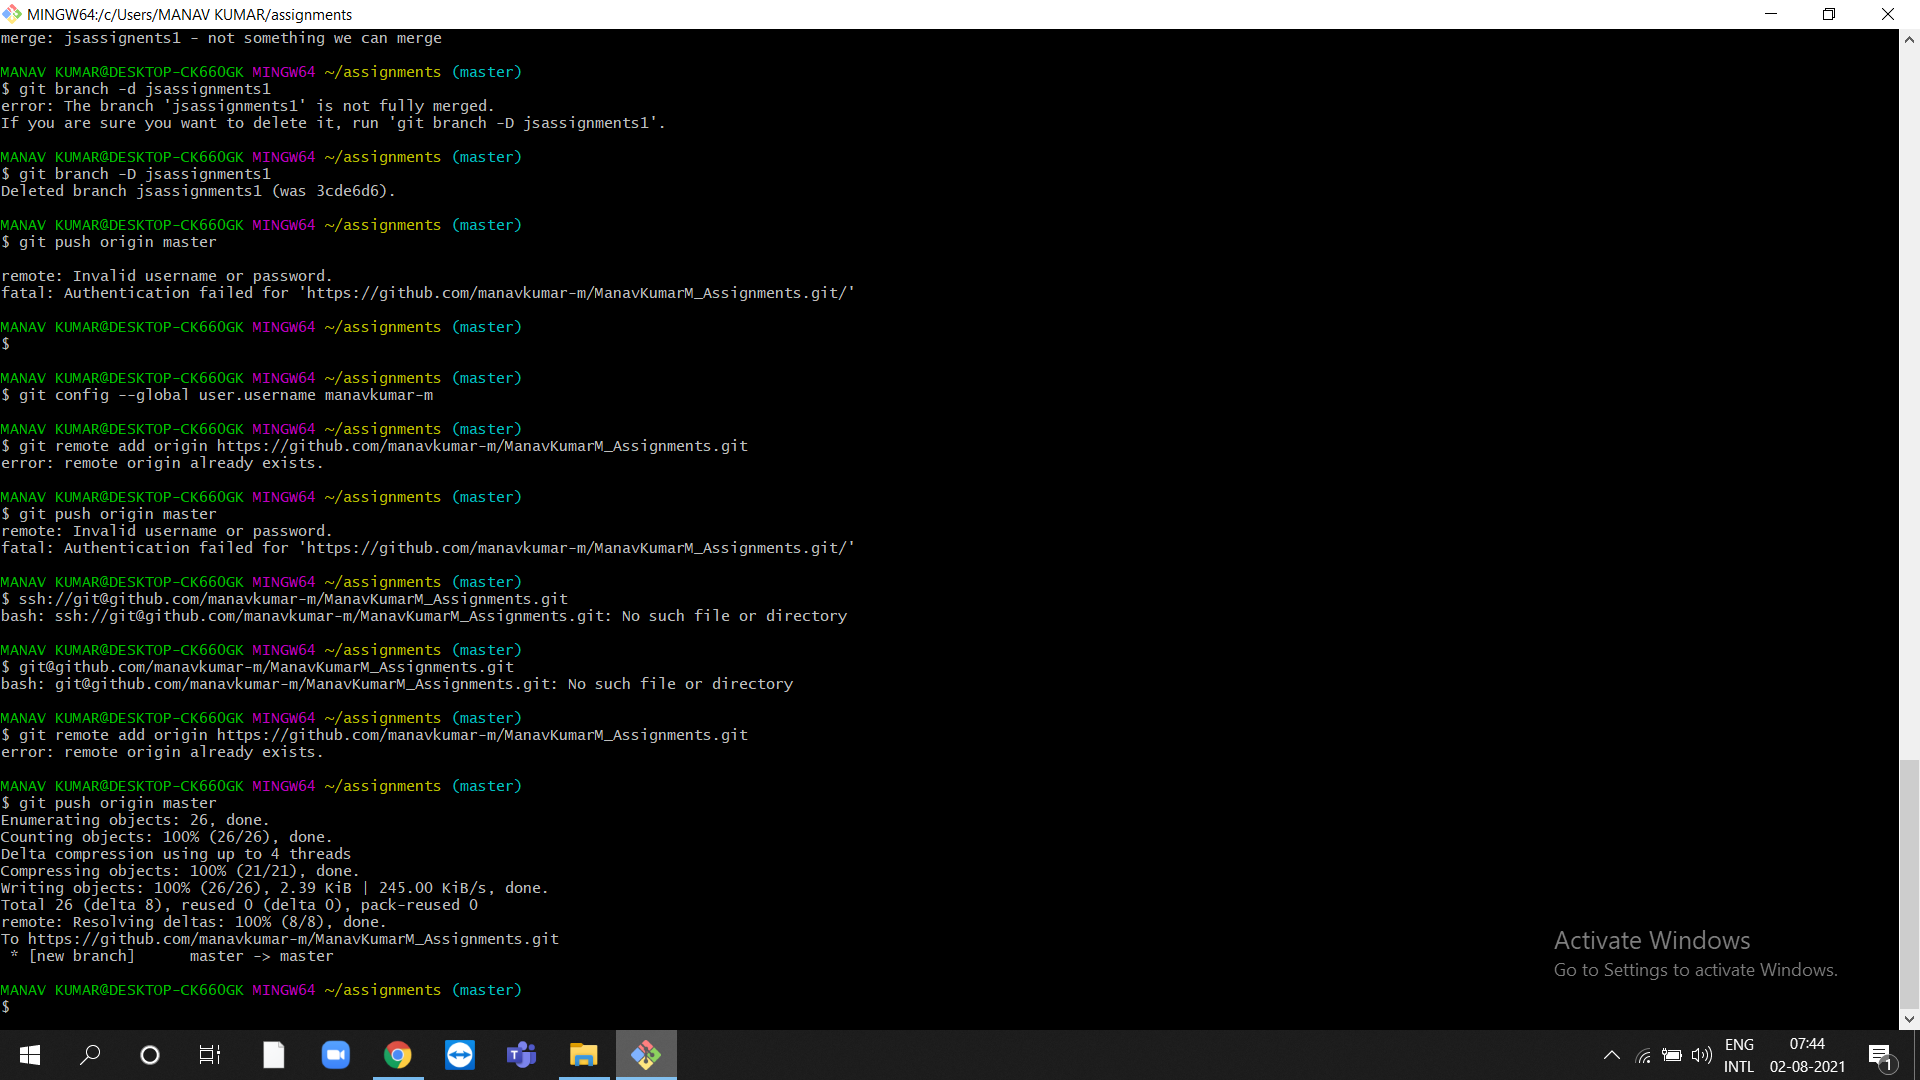 MINGW64:/c/Users/MANAV KUMAR/assignments
merge: jsassignents1 - not something we can merge
MANAV KUMAR@DESKTOP-CK66OGK MINGW64 ~/assignments (master)
$ git branch -d jsassignments1
error: The branch 'jsassignments1' is not fully merged.
If you are sure you want to delete it, run 'git branch -D jsassignments1'.
MANAV KUMAR@DESKTOP-CK66OGK MINGW64 ~/assignments (master)
$ git branch -D jsassignments1
Deleted branch jsassignments1 (was 3cde6d6).
MANAV KUMAR@DESKTOP-CK66OGK MINGW64 ~/assignments (master)
$ git push origin master
remote: Invalid username or password.
fatal: Authentication failed for 'https://github.com/manavkumar-m/ManavKumarM_Assignments.git/'
MANAV KUMAR@DESKTOP-CK66OGK MINGW64 ~/assignments (master)
$
MANAV KUMAR@DESKTOP-CK66OGK MINGW64 ~/assignments (master)
$ git config --global user.username manavkumar-m
MANAV KUMAR@DESKTOP-CK66OGK MINGW64 ~/assignments (master)
$ git remote add origin https://github.com/manavkumar-m/ManavKumarM_Assignments.git
error: remote origin already exists.
MANAV KUMAR@DESKTOP-CK66OGK MINGW64 ~/assignments (master)
$ git push origin master
remote: Invalid username or password.
fatal: Authentication failed for 'https://github.com/manavkumar-m/ManavKumarM_Assignments.git/'
MANAV KUMAR@DESKTOP-CK66OGK MINGW64 ~/assignments (master)
$ ssh://git@github.com/manavkumar-m/ManavKumarM_Assignments.git
bash: ssh://git@github.com/manavkumar-m/ManavKumarM_Assignments.git: No such file or directory
MANAV KUMAR@DESKTOP-CK66OGK MINGW64 ~/assignments (master)
$ git@github.com/manavkumar-m/ManavKumarM_Assignments.git
bash: git@github.com/manavkumar-m/ManavKumarM_Assignments.git: No such file or directory
MANAV KUMAR@DESKTOP-CK66OGK MINGW64 ~/assignments (master)
$ git remote add origin https://github.com/manavkumar-m/ManavKumarM_Assignments.git
error: remote origin already exists.
MANAV KUMAR@DESKTOP-CK66OGK MINGW64 ~/assignments (master)
$ git push origin master
Enumerating objects: 26, done.
Counting objects: 100% (26/26), done.
Delta compression using up to 4 threads
Compressing objects: 100% (21/21), done.
Writing objects: 100% (26/26), 2.39 KiB | 245.00 KiB/s, done.
Total 26 (delta 8), reused 0 (delta 0), pack-reused 0
remote: Resolving deltas: 100% (8/8), done.
To https://github.com/manavkumar-m/ManavKumarM_Assignments.git
 * [new branch]      master -> master
MANAV KUMAR@DESKTOP-CK66OGK MINGW64 ~/assignments (master)
$
Activate Windows
Go to Settings to activate Windows.
ENG
INTL
07:44
02-08-2021
1